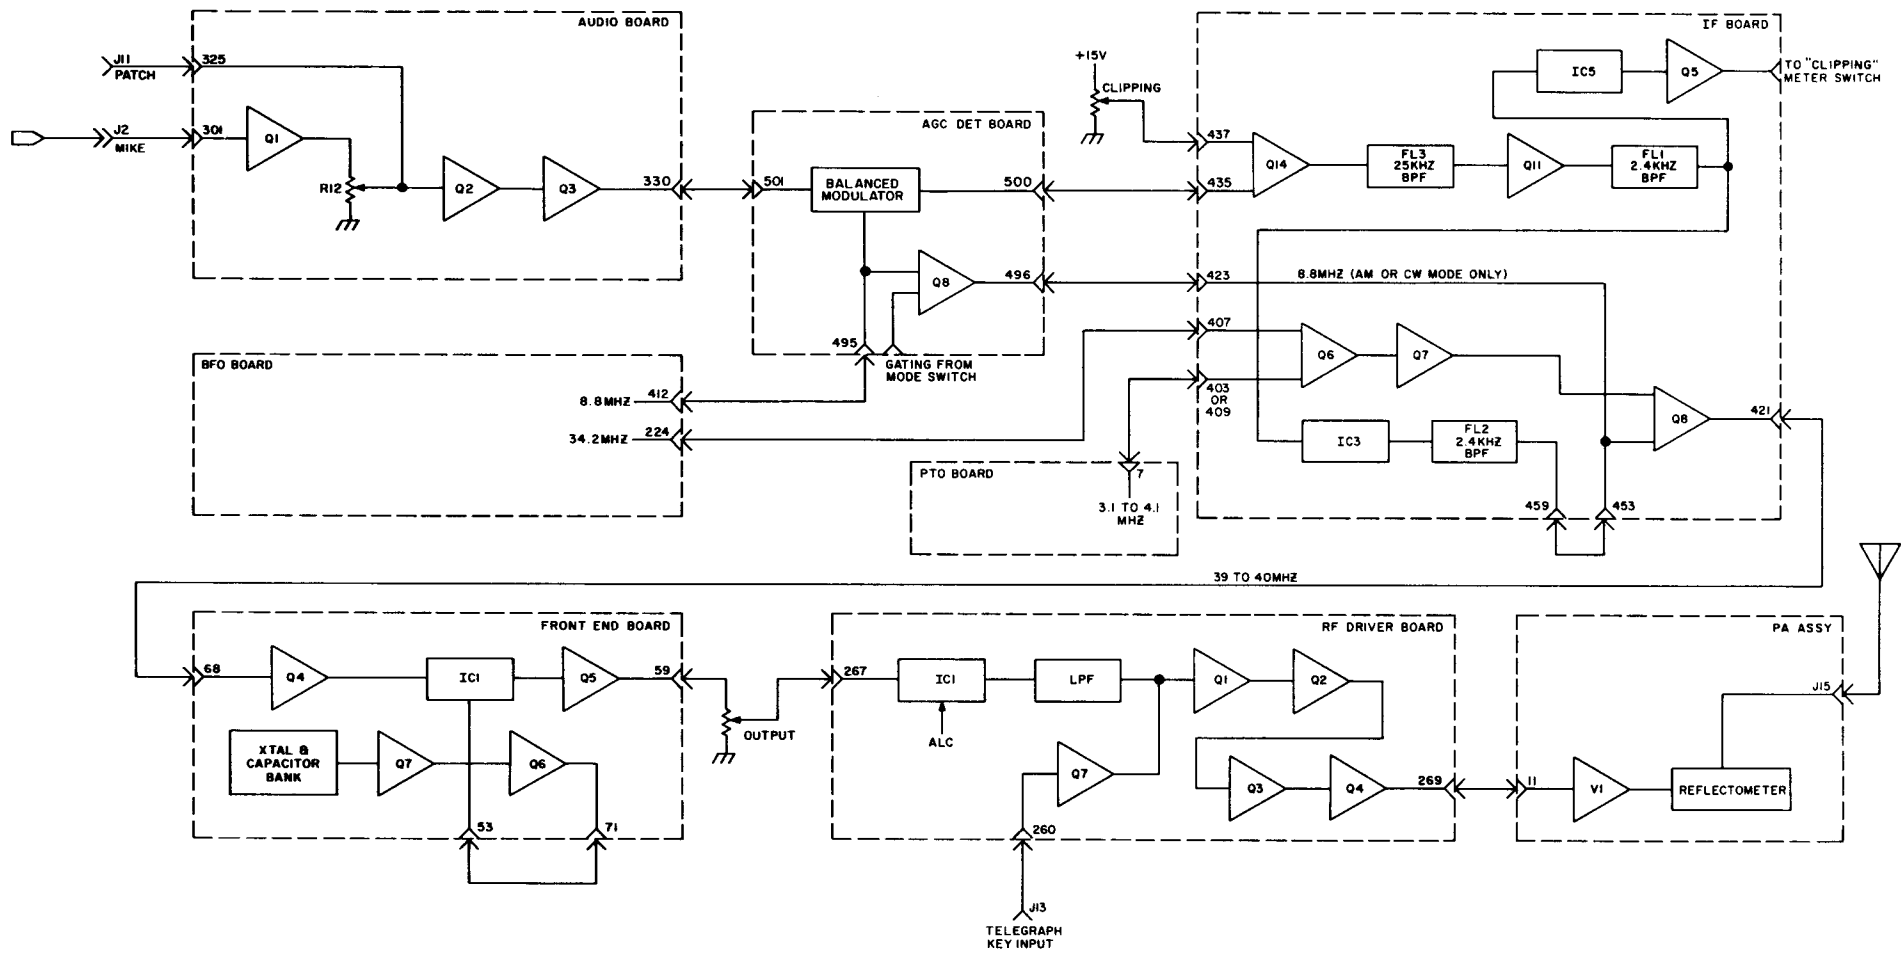 AUDIO BOARD
J11
PATCH
325
J2
MIKE
301
Q1
R12
Q2
Q3
330
AGC DET BOARD
501
BALANCED
MODULATOR
500
Q8
496
495
GATING FROM
MODE SWITCH
BFO BOARD
8.8MHZ
412
34.2MHZ
224
PTO BOARD
7
3.1 TO 4.1
MHZ
+15V
CLIPPING
IF BOARD
IC5
Q5
TO "CLIPPING"
METER SWITCH
437
435
Q14
FL3
25KHZ
BPF
Q11
FL1
2.4KHZ
BPF
423
8.8MHZ (AM OR CW MODE ONLY)
407
403
OR
409
Q6
Q7
Q8
421
IC3
FL2
2.4KHZ
BPF
459
453
39 TO 40MHZ
FRONT END BOARD
68
Q4
IC1
Q5
59
XTAL &
CAPACITOR
BANK
Q7
Q6
53
71
OUTPUT
RF DRIVER BOARD
267
IC1
ALC
LPF
Q1
Q2
Q7
Q3
Q4
269
260
J13
TELEGRAPH
KEY INPUT
PA ASSY
11
V1
REFLECTOMETER
J15